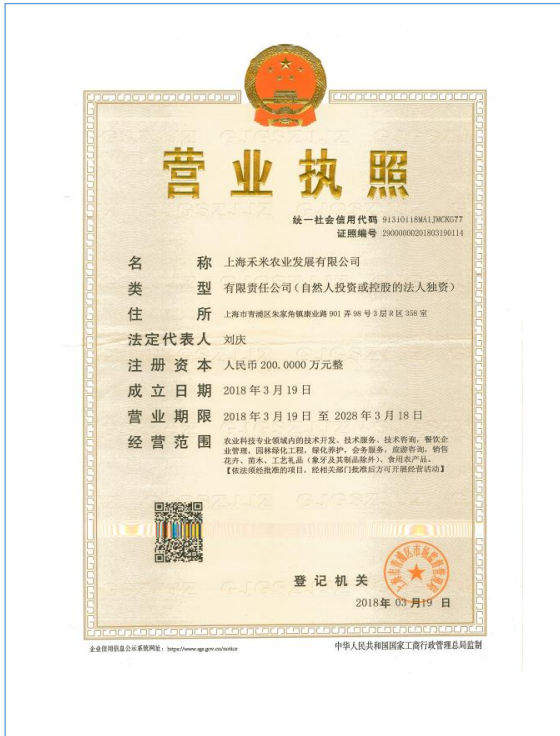 营业执照
统一社会信用代码 91310118MA1JMCKG77
证照编号 29000000201803190114
名称 上海禾米农业发展有限公司
类型 有限责任公司（自然人投资或控股的法人独资）
住所 上海市青浦区朱家角镇康业路901弄98号3层R区358室
法定代表人 刘庆
注册资本 人民币200.0000万元整
成立日期 2018年3月19日
营业期限 2018年3月19日 至 2028年3月18日
经营范围 农业科技专业领域内的技术开发、技术服务、技术咨询，餐饮企
业管理，园林绿化工程，绿化养护，会务服务，旅游咨询，销售
花卉、苗木、工艺礼品（象牙及其制品除外）、食用农产品。
【依法须经批准的项目，经相关部门批准后方可开展经营活动】
登记机关
上海市青浦区市场监督管理局
2018年 03月19 日
企业信用信息公示系统网址：https://www.sgs.gov.cn/notice
中华人民共和国国家工商行政管理总局监制